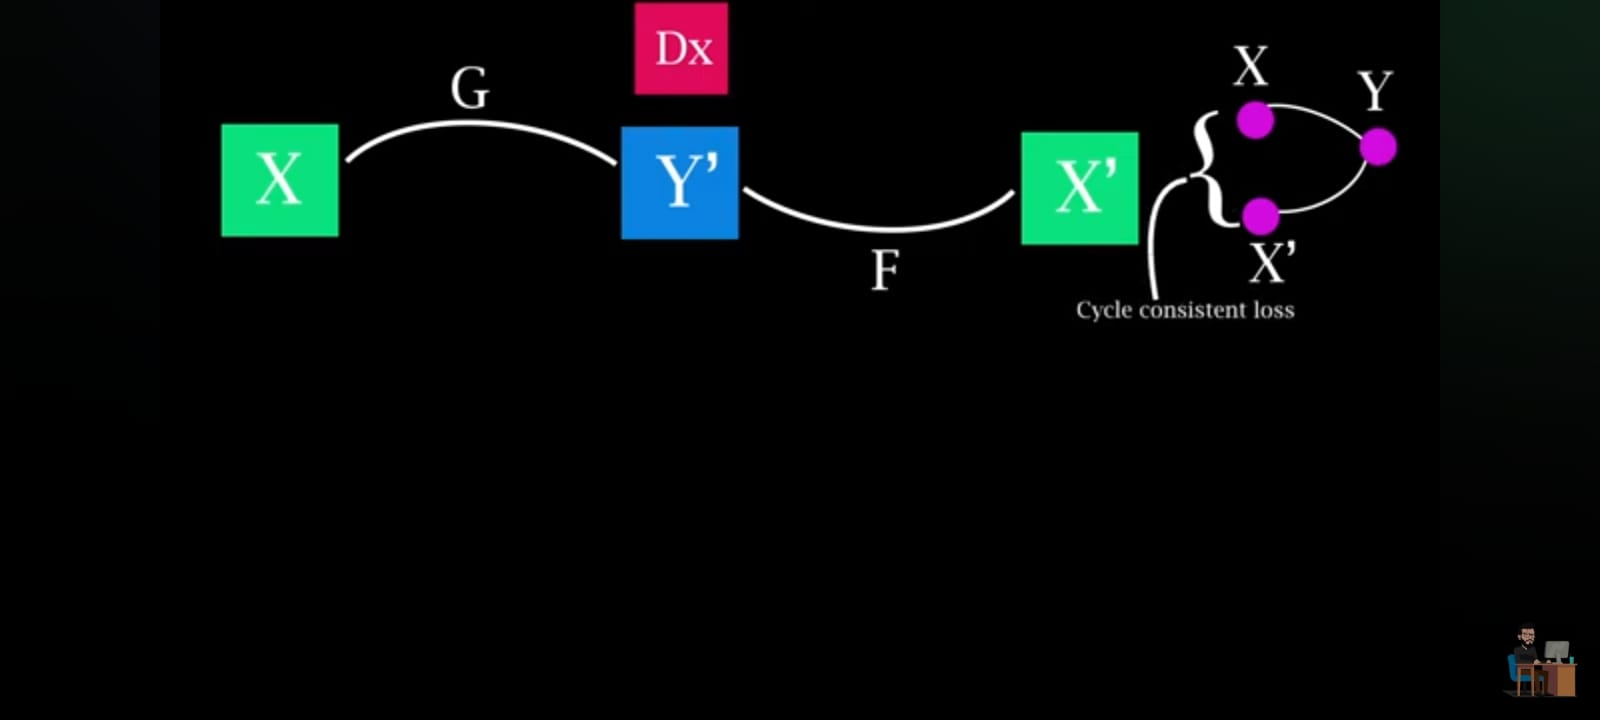 Dx
G
X
Y’
X’
F
X
Y
X’
Cycle consistent loss